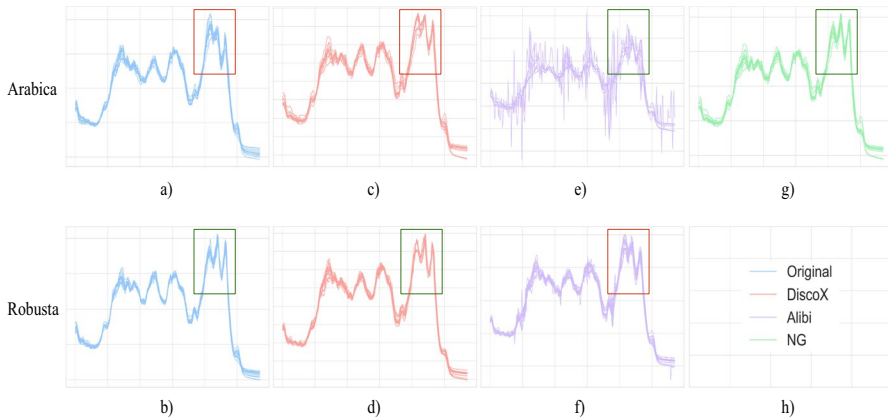 Arabica
a)
c)
e)
g)
Robusta
Original
DiscoX
Alibi
NG
b)
d)
f)
h)